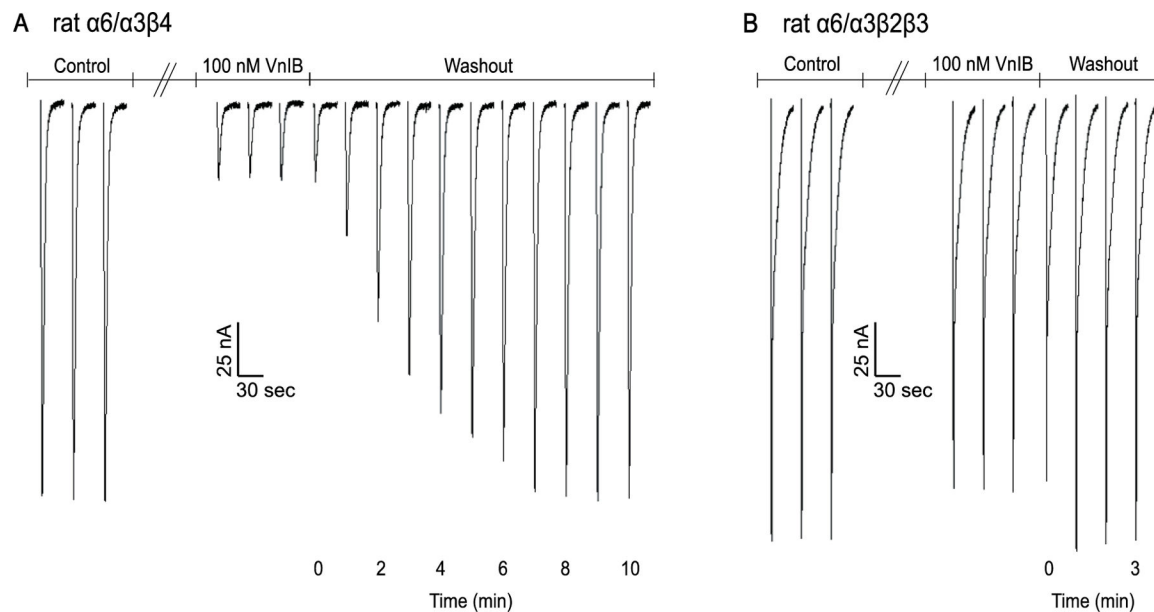 A rat α6/α3β4
Control
100 nM VnIB
Washout
25 nA
30 sec
0 2 4 6 8 10
Time (min)
B rat α6/α3β2β3
Control
100 nM VnIB
Washout
25 nA
30 sec
0 3
Time (min)